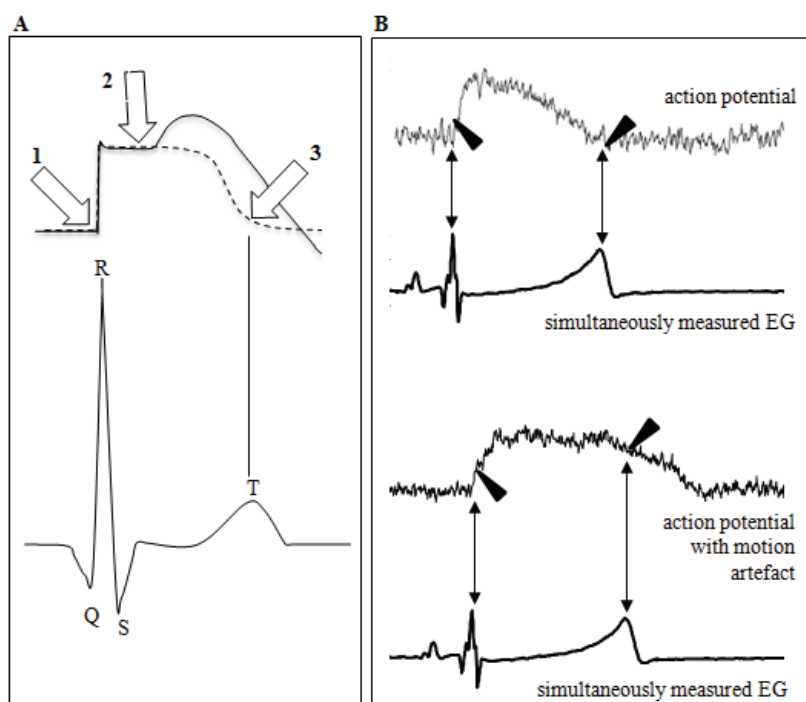 A
2
1
3
R
T
Q
S
B
action potential
simultaneously measured EG
action potential
with motion
artefact
simultaneously measured EG